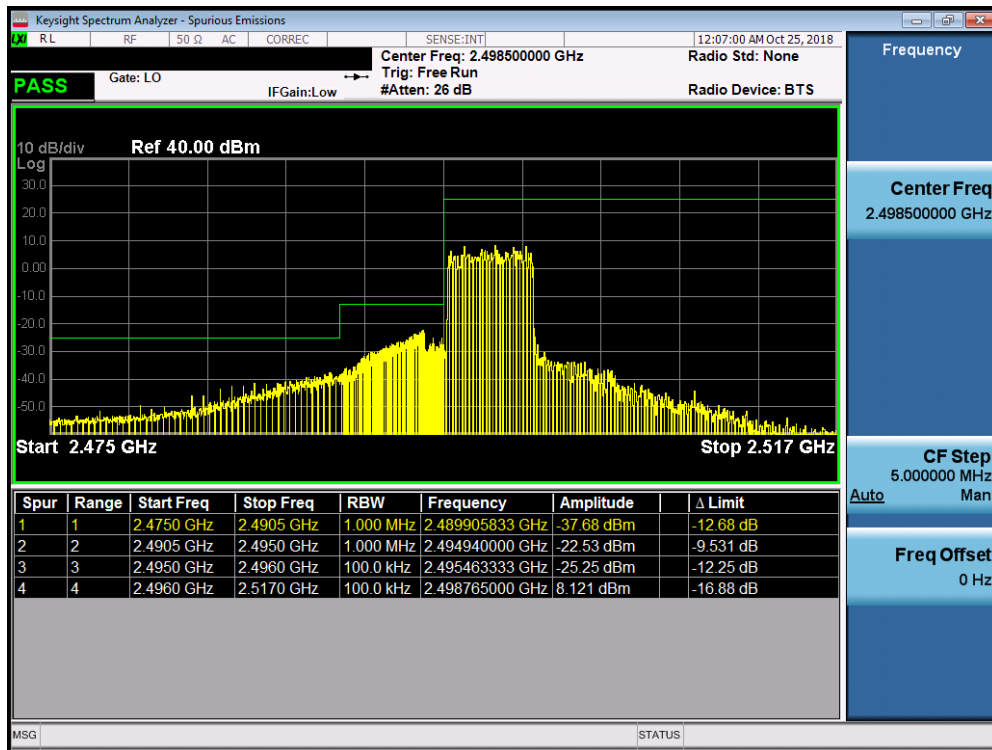 Keysight Spectrum Analyzer - Spurious Emissions
LXI RL RF 50 Ω AC CORREC SENSE:INT 12:07:00 AM Oct 25, 2018
Center Freq: 2.498500000 GHz Radio Std: None
Gate: LO Trig: Free Run
PASS IFGain:Low #Atten: 26 dB Radio Device: BTS
10 dB/div Ref 40.00 dBm
Log
30.0
20.0
10.0
0.00
-10.0
-20.0
-30.0
-40.0
-50.0
Start 2.475 GHz Stop 2.517 GHz
Spur Range Start Freq Stop Freq RBW Frequency Amplitude Δ Limit
1 1 2.4750 GHz 2.4905 GHz 1.000 MHz 2.489905833 GHz -37.68 dBm -12.68 dB
2 2 2.4905 GHz 2.4950 GHz 1.000 MHz 2.494940000 GHz -22.53 dBm -9.531 dB
3 3 2.4950 GHz 2.4960 GHz 100.0 kHz 2.495463333 GHz -25.25 dBm -12.25 dB
4 4 2.4960 GHz 2.5170 GHz 100.0 kHz 2.498765000 GHz 8.121 dBm -16.88 dB
MSG STATUS
Frequency
Center Freq
2.498500000 GHz
CF Step
5.000000 MHz
Auto Man
Freq Offset
0 Hz